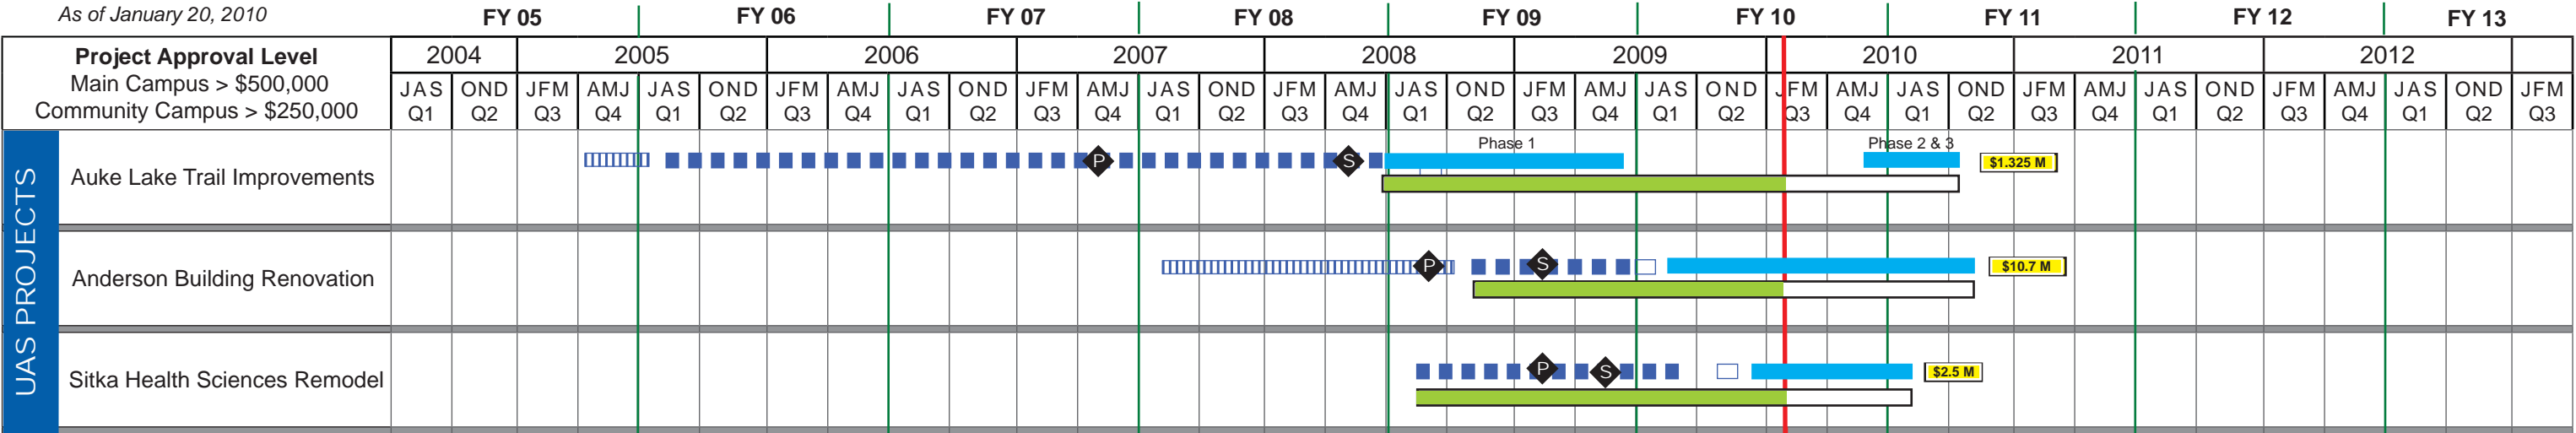 As of January 20, 2010 FY 05 FY 06 FY 07 FY 08 FY 09 FY 10 FY 11 FY 12 FY 13
Project Approval Level
Main Campus > $500,000
Community Campus > $250,000
2004 2005 2006 2007 2008 2009 2010 2011 2012
JAS OND JFM AMJ JAS OND JFM AMJ JAS OND JFM AMJ JAS OND JFM AMJ JAS OND JFM AMJ JAS OND JFM AMJ JAS OND JFM AMJ JAS OND JFM AMJ JAS OND JFM
Q1 Q2 Q3 Q4 Q1 Q2 Q3 Q4 Q1 Q2 Q3 Q4 Q1 Q2 Q3 Q4 Q1 Q2 Q3 Q4 Q1 Q2 Q3 Q4 Q1 Q2 Q3 Q4 Q1 Q2 Q3 Q4 Q1 Q2 Q3
UAS PROJECTS
Phase 1 Phase 2 & 3
Auke Lake Trail Improvements P S $1.325 M
Anderson Building Renovation P S $10.7 M
Sitka Health Sciences Remodel P S $2.5 M